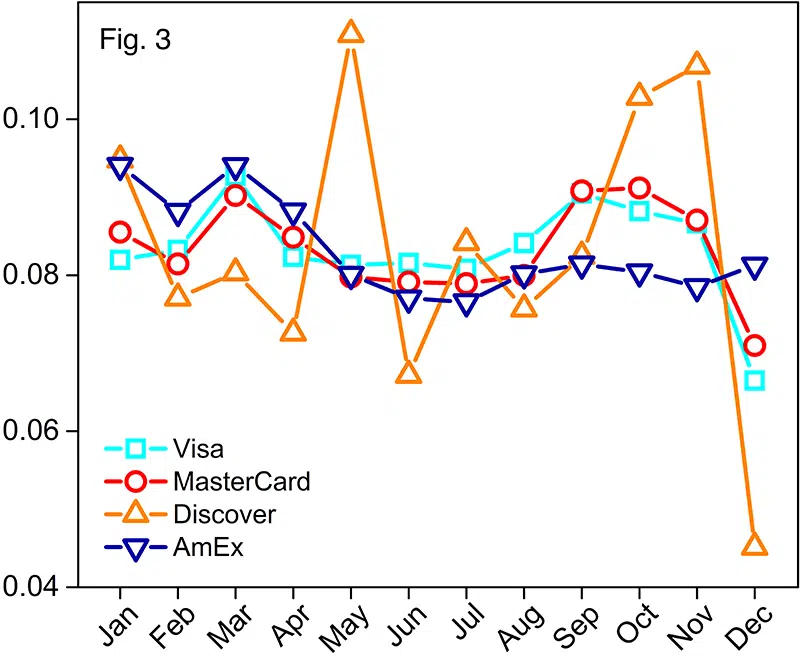 Fig. 3
0.10
0.08
0.06
0.04
Visa
MasterCard
Discover
AmEx
Jan Feb Mar Apr May Jun Jul Aug Sep Oct Nov Dec